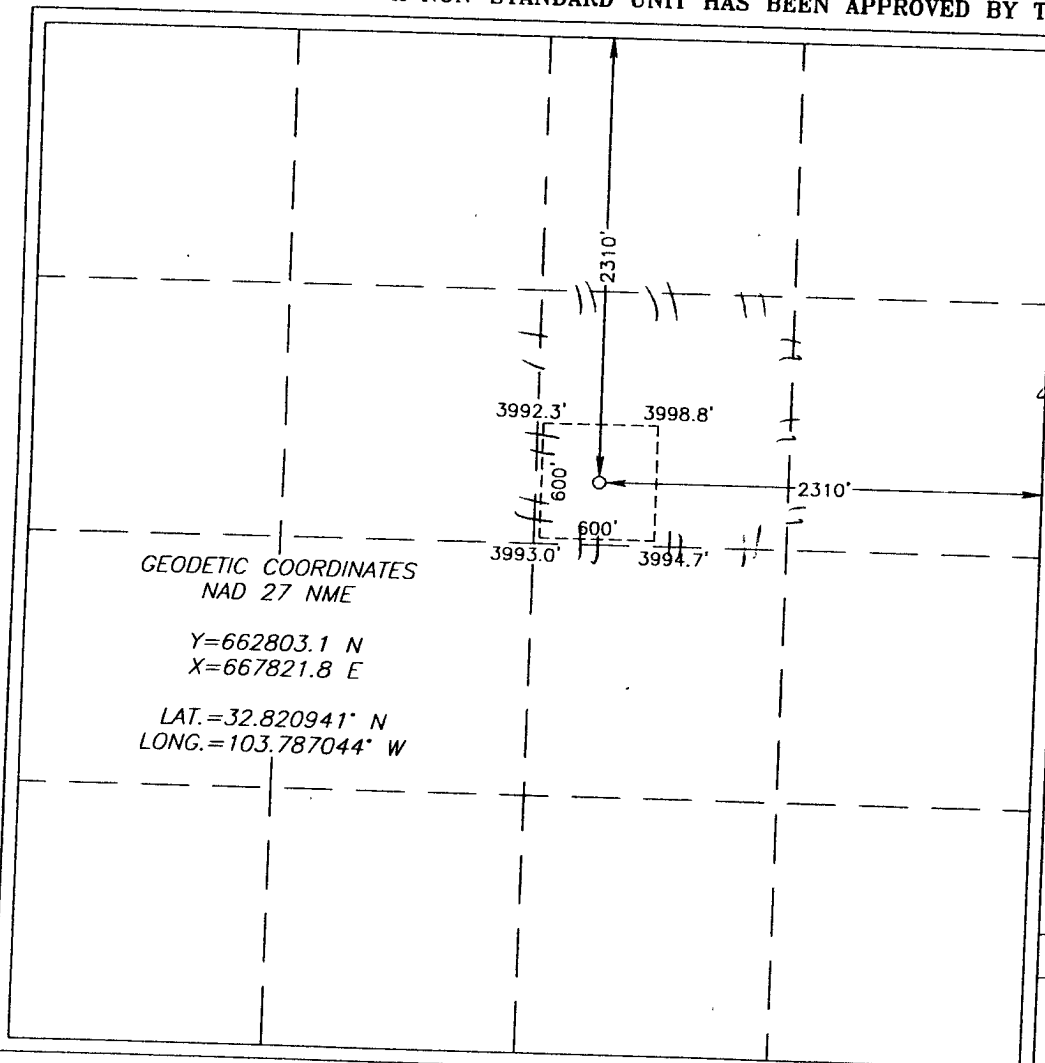 NON STANDARD UNIT HAS BEEN APPROVED BY T
2310'
3992.3' 3998.8'
600'
2310'
600'
3993.0' 3994.7'
GEODETIC COORDINATES
NAD 27 NME
Y=662803.1 N
X=667821.8 E
LAT.=32.820941° N
LONG.=103.787044° W